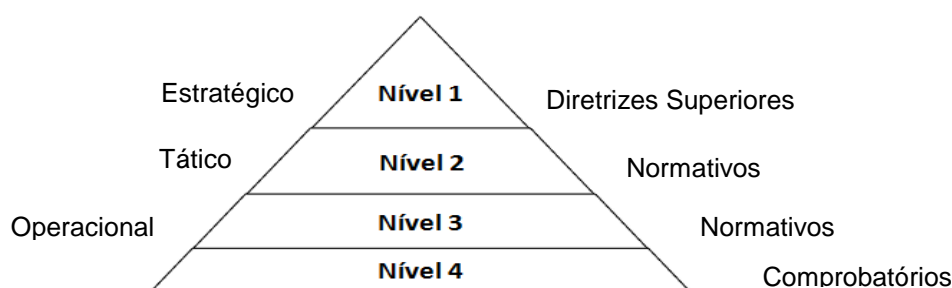 Estratégico Nível 1 Diretrizes Superiores
Tático Nível 2 Normativos
Operacional Nível 3 Normativos
Nível 4 Comprobatórios